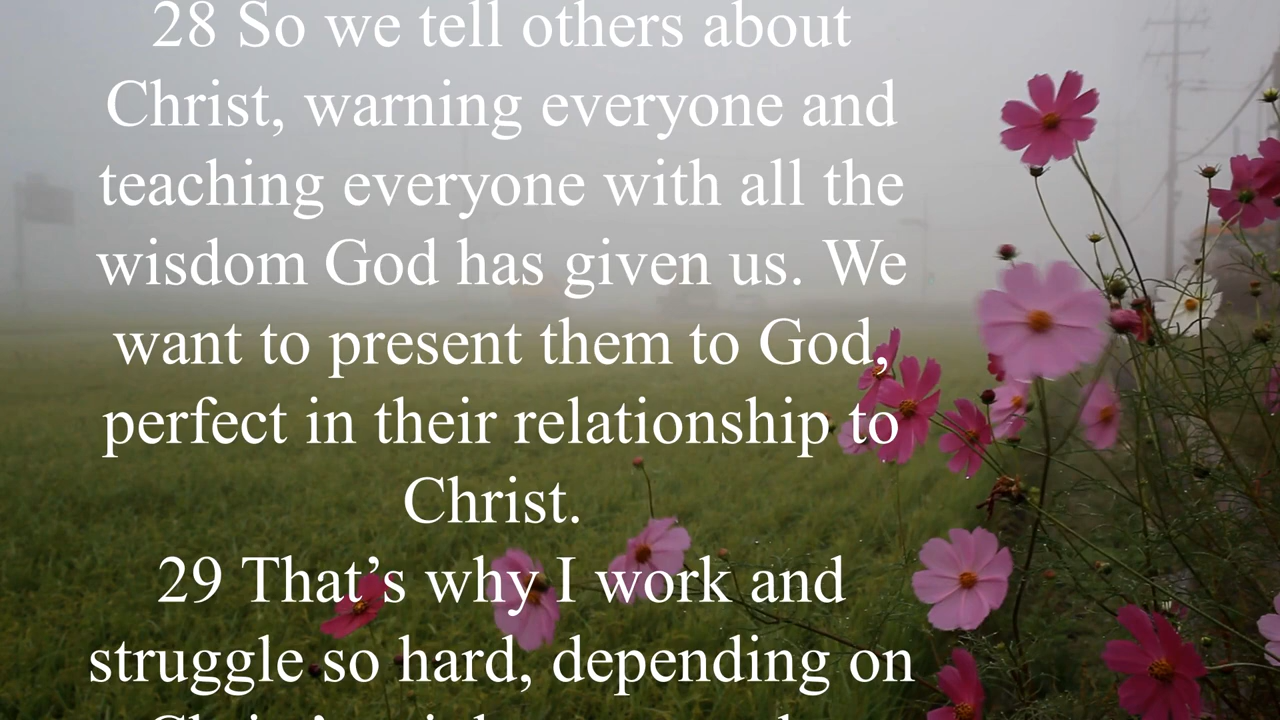 28 So we tell others about
Christ, warning everyone and
teaching everyone with all the
wisdom God has given us. We
want to present them to God,
perfect in their relationship to
Christ.
29 That’s why I work and
struggle so hard, depending on